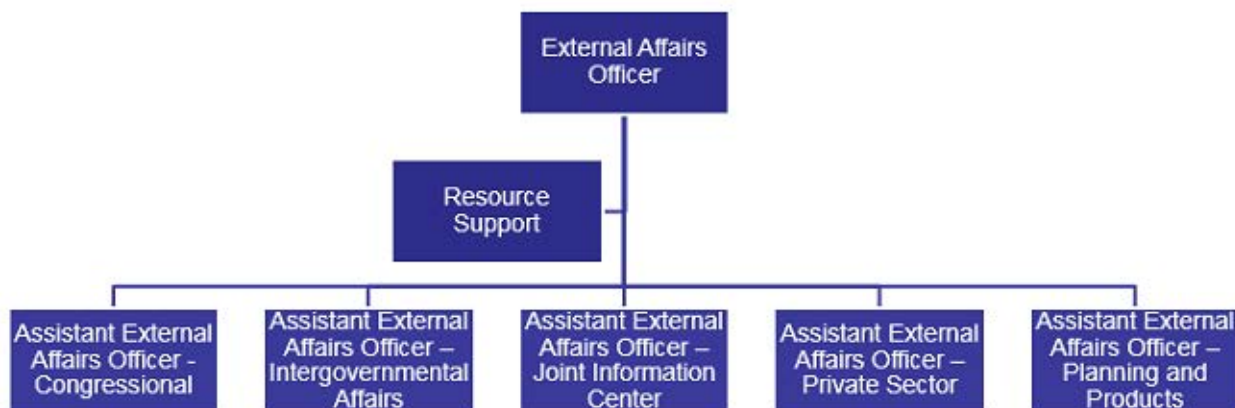 External Affairs
Officer
Resource
Support
Assistant External
Affairs Officer -
Congressional
Assistant External
Affairs Officer –
Intergovernmental
Affairs
Assistant External
Affairs Officer –
Joint Information
Center
Assistant External
Affairs Officer –
Private Sector
Assistant External
Affairs Officer –
Planning and
Products